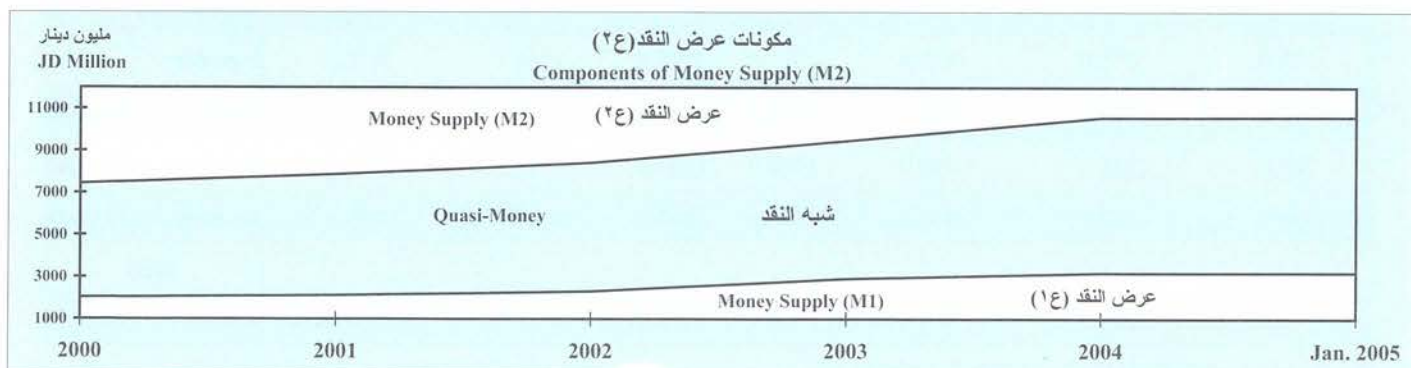 مليون دينار
JD Million
مكونات عرض النقد(ع٢)
Components of Money Supply (M2)
11000
9000
7000
5000
3000
1000
Money Supply (M2) عرض النقد (ع٢)
Quasi-Money شبه النقد
Money Supply (M1) عرض النقد (ع١)
2000 2001 2002 2003 2004 Jan. 2005